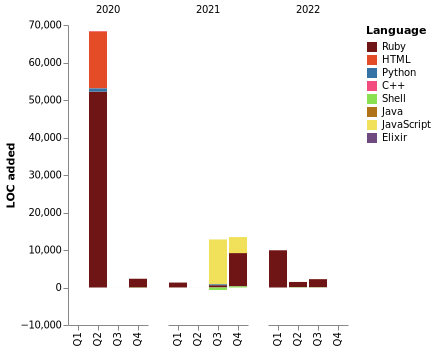 2020 2021 2022
Language
Ruby
HTML
Python
C++
Shell
Java
JavaScript
Elixir
LOC added
70,000
60,000
50,000
40,000
30,000
20,000
10,000
0
−10,000
Q1 Q2 Q3 Q4 Q1 Q2 Q3 Q4 Q1 Q2 Q3 Q4